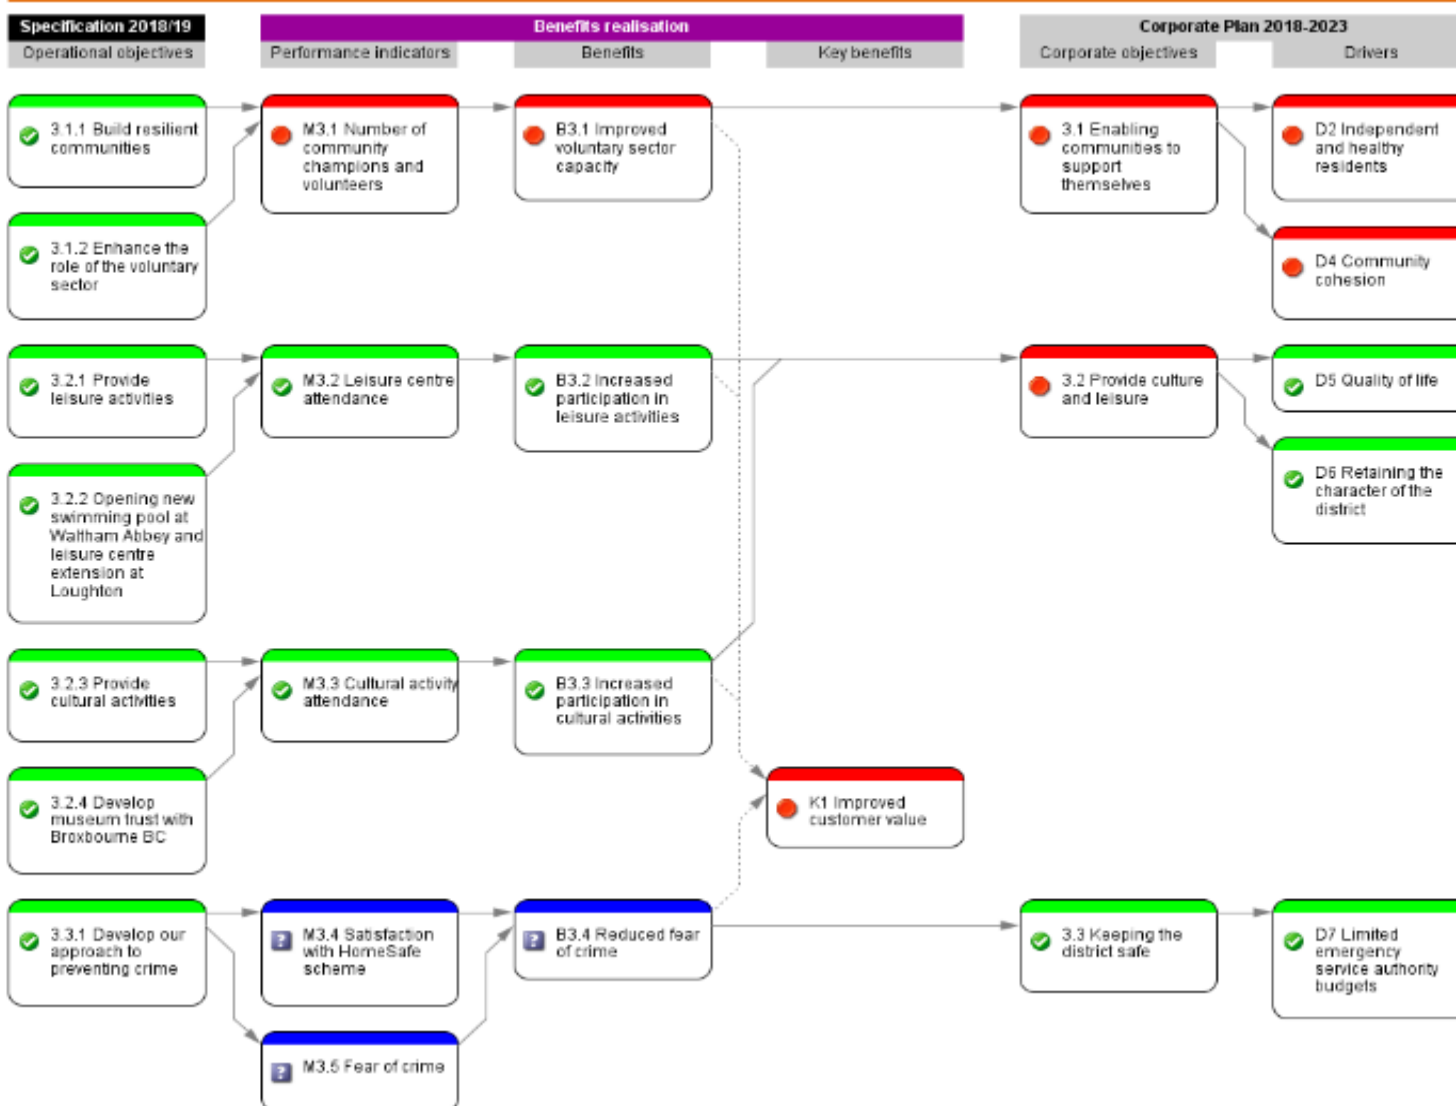 Specification 2018/19
Benefits realisation
Corporate Plan 2018-2023
Operational objectives
Performance indicators
Benefits
Key benefits
Corporate objectives
Drivers
3.1.1 Build resilient
communities
M3.1 Number of
community
champions and
volunteers
B3.1 Improved
voluntary sector
capacity
3.1 Enabling
communities to
support
themselves
D2 Independent
and healthy
residents
3.1.2 Enhance the
role of the voluntary
sector
D4 Community
cohesion
3.2.1 Provide
leisure activities
M3.2 Leisure centre
attendance
B3.2 Increased
participation in
leisure activities
3.2 Provide culture
and leisure
D5 Quality of life
D6 Retaining the
character of the
district
3.2.2 Opening new
swimming pool at
Waltham Abbey and
leisure centre
extension at
Loughton
3.2.3 Provide
cultural activities
M3.3 Cultural activity
attendance
B3.3 Increased
participation in
cultural activities
3.2.4 Develop
museum trust with
Broxbourne BC
K1 Improved
customer value
3.3.1 Develop our
approach to
preventing crime
M3.4 Satisfaction
with HomeSafe
scheme
B3.4 Reduced fear
of crime
3.3 Keeping the
district safe
D7 Limited
emergency
service authority
budgets
M3.5 Fear of crime